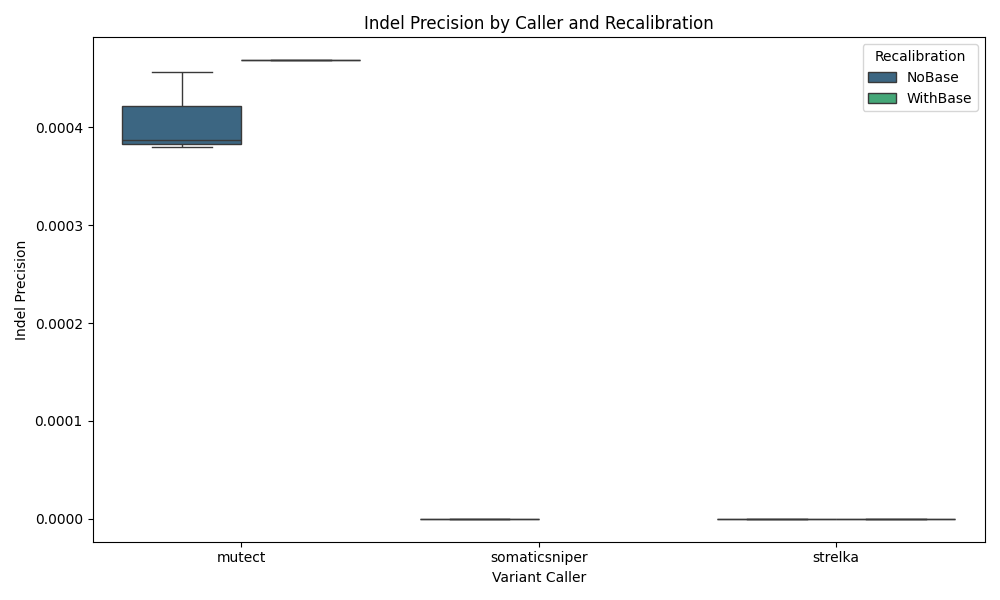 Indel Precision by Caller and Recalibration
Recalibration
NoBase
WithBase
0.0004
0.0003
0.0002
0.0001
0.0000
Indel Precision
mutect
somaticsniper
strelka
Variant Caller